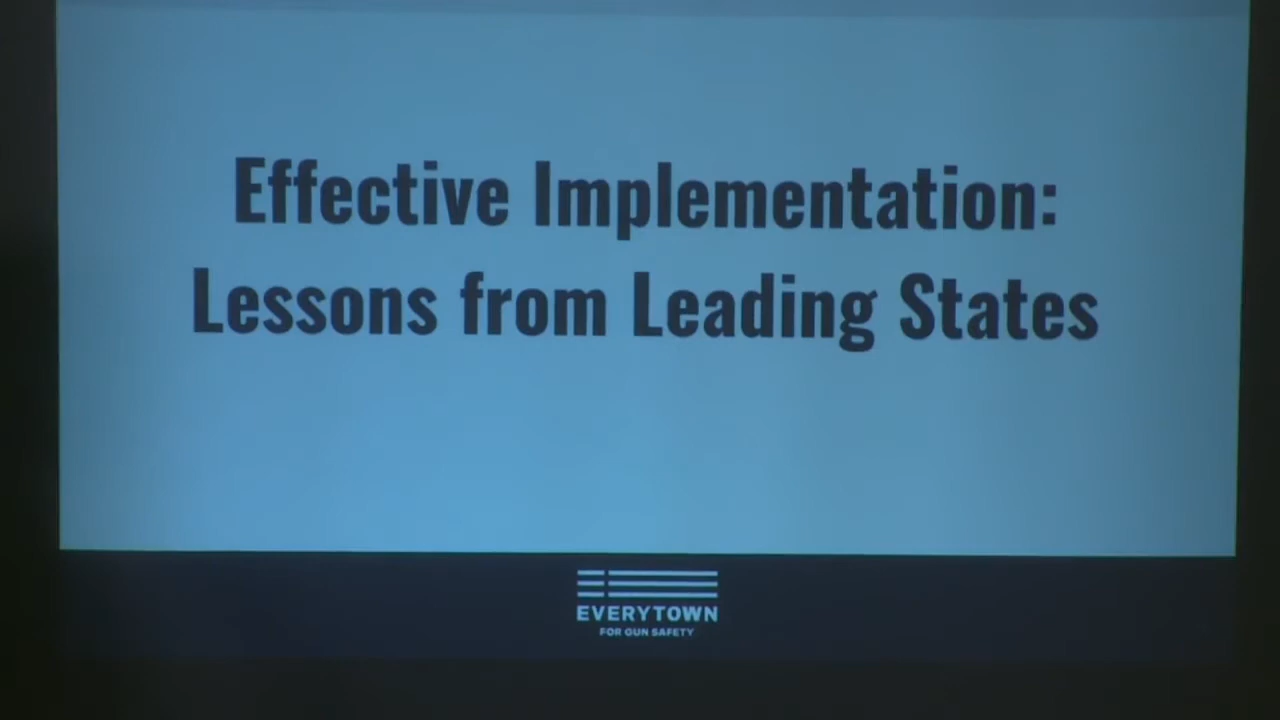 Effective Implementation:
Lessons from Leading States
EVERYTOWN
FOR GUN SAFETY